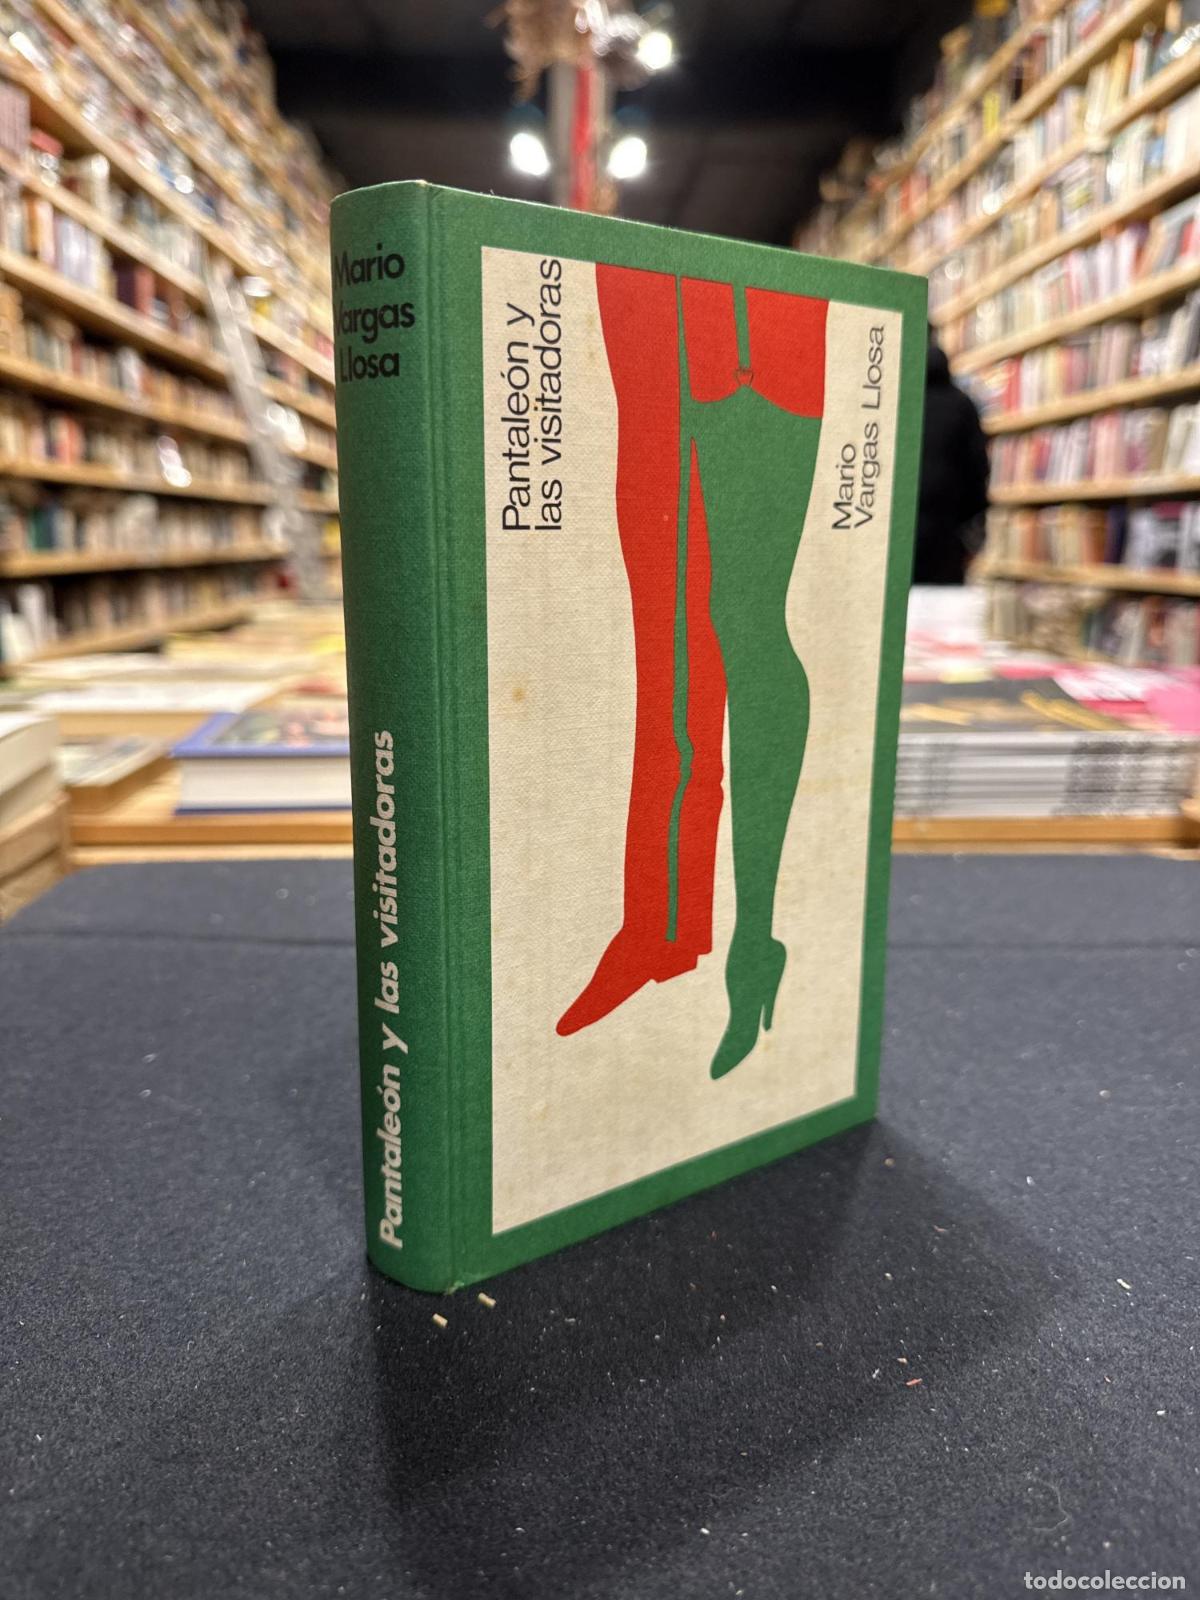 Mario
Vargas
Llosa
Pantaleón y las visitadoras
Pantaleón y
las visitadoras
Mario
Vargas Llosa
todocoleccion